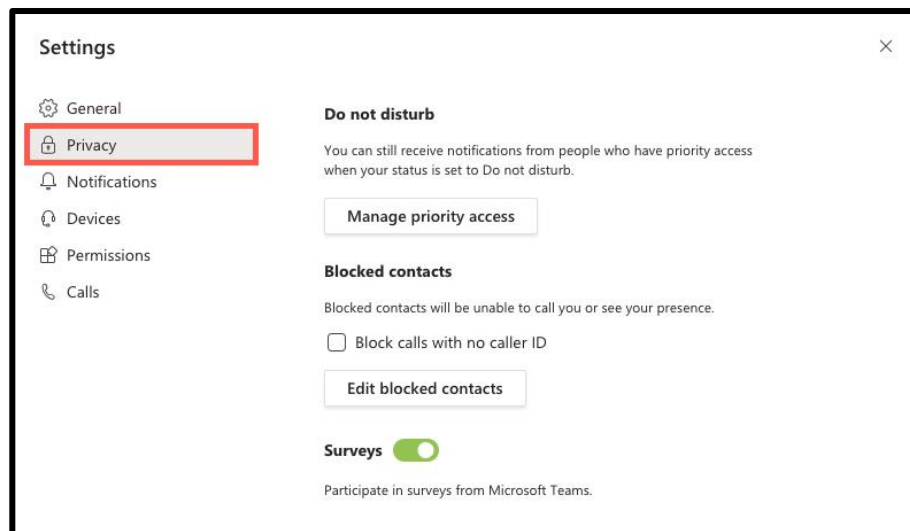 Settings
General
Privacy
Notifications
Devices
Permissions
Calls
Do not disturb
You can still receive notifications from people who have priority access
when your status is set to Do not disturb.
Manage priority access
Blocked contacts
Blocked contacts will be unable to call you or see your presence.
Block calls with no caller ID
Edit blocked contacts
Surveys
Participate in surveys from Microsoft Teams.